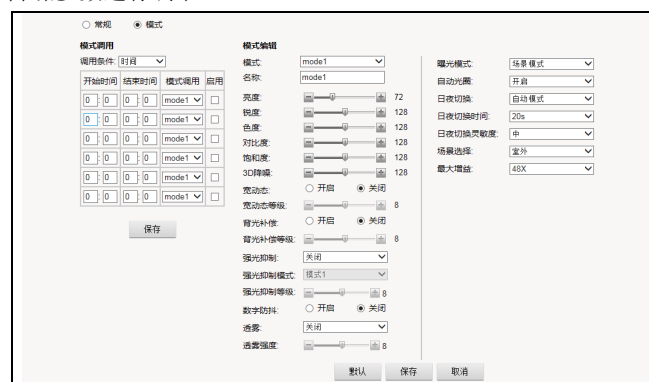 常规 模式
模式调用
调用条件: 时间
开始时间 结束时间 模式调用 启用
0 : 0 0 : 0 mode1
0 : 0 0 : 0 mode1
0 : 0 0 : 0 mode1
0 : 0 0 : 0 mode1
0 : 0 0 : 0 mode1
0 : 0 0 : 0 mode1
保存
模式编辑
模式: mode1
名称: mode1
亮度: 72
锐度: 128
色度: 128
对比度: 128
饱和度: 128
3D降噪: 128
宽动态: 开启 关闭
宽动态等级: 8
背光补偿: 开启 关闭
背光补偿等级: 8
强光抑制: 关闭
强光抑制模式: 模式1
强光抑制等级: 8
数字防抖: 开启 关闭
透雾: 关闭
透雾强度: 8
曝光模式: 场景模式
自动光圈: 开启
日夜切换: 自动模式
日夜切换时间: 20s
日夜切换灵敏度: 中
场景选择: 室外
最大增益: 48X
默认 保存 取消